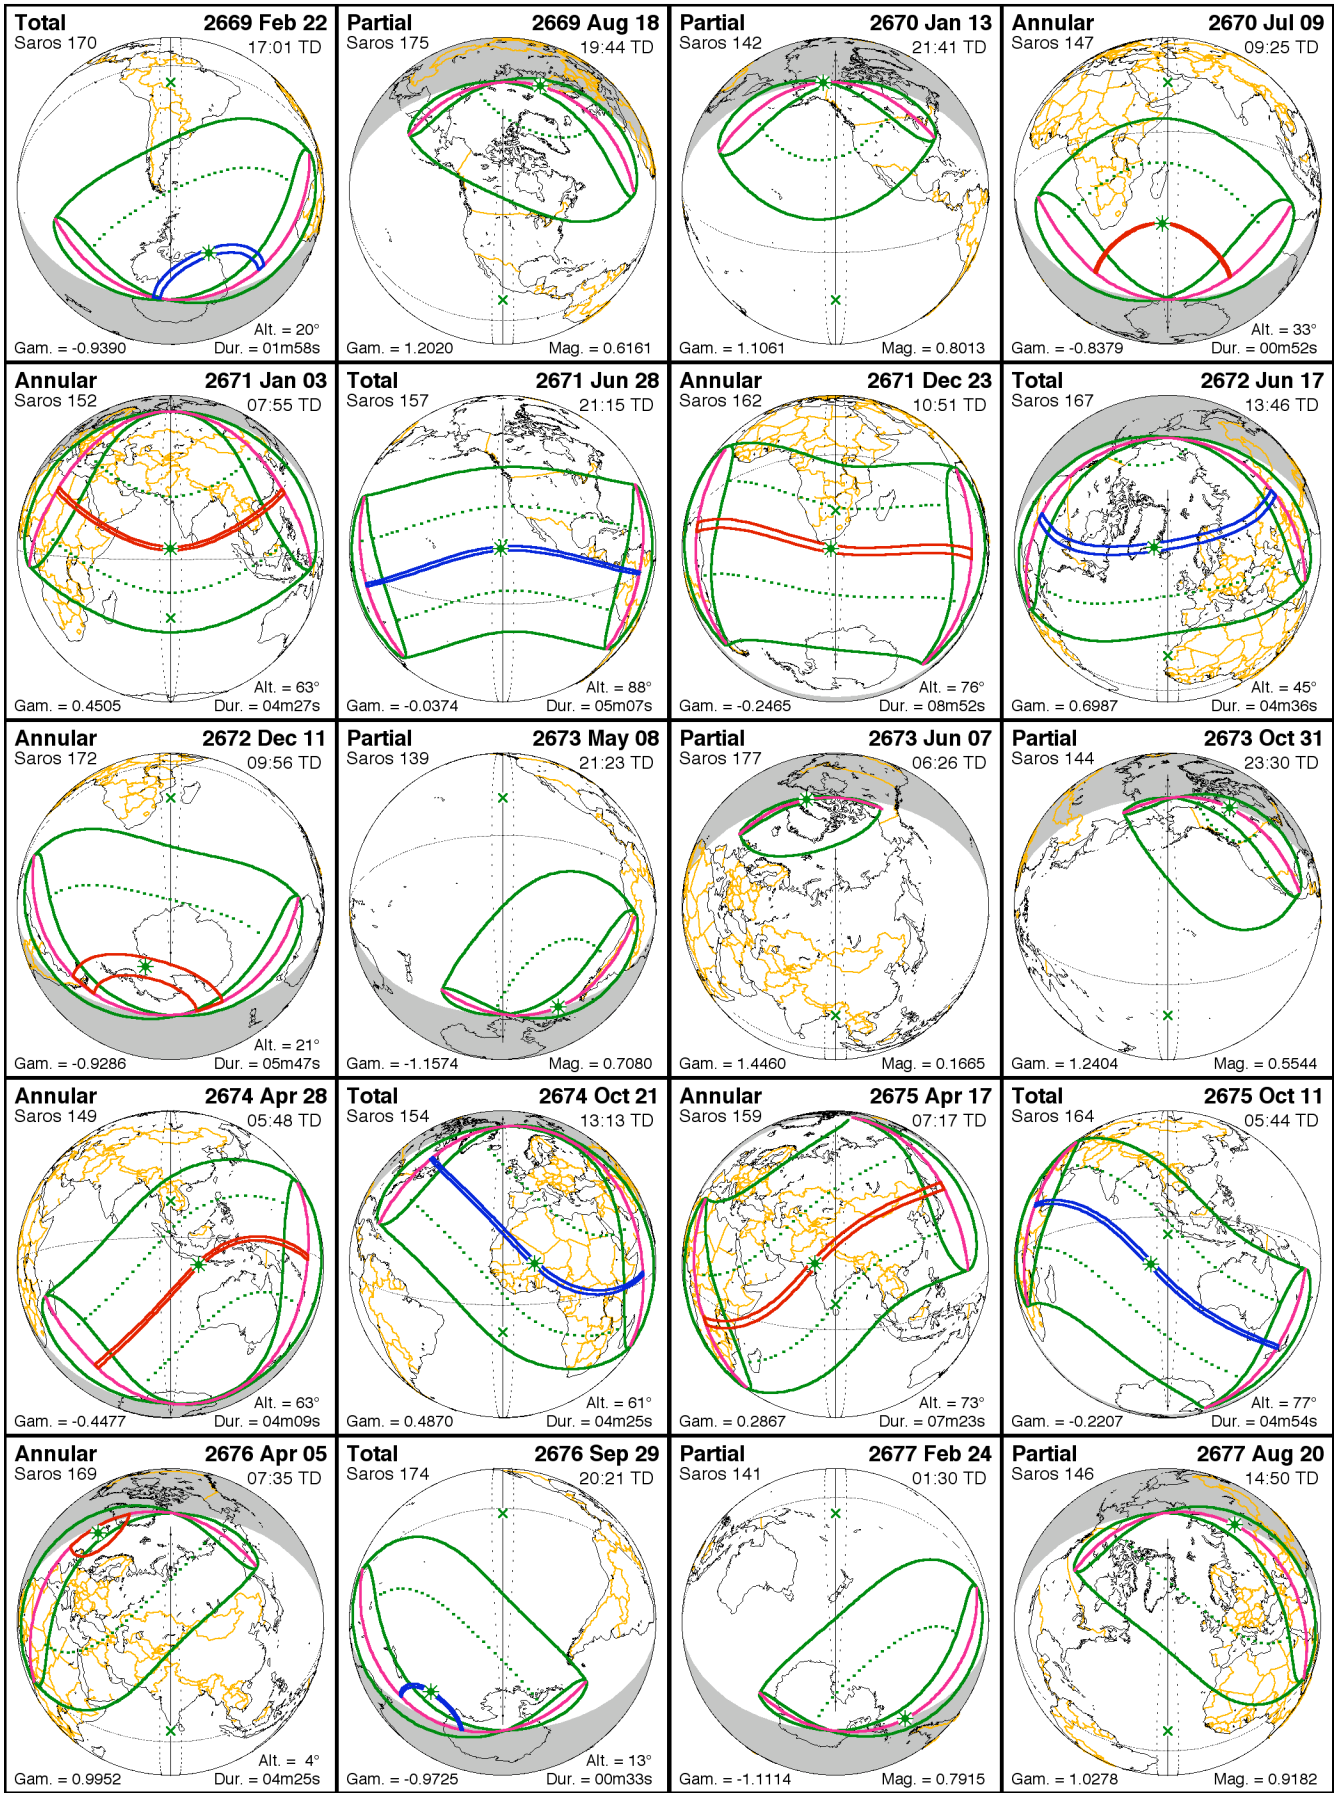 Total 2669 Feb 22
Saros 170 17:01 TD
Alt. = 20°
Gam. = -0.9390 Dur. = 01m58s
Partial 2669 Aug 18
Saros 175 19:44 TD
Gam. = 1.2020 Mag. = 0.6161
Partial 2670 Jan 13
Saros 142 21:41 TD
Gam. = 1.1061 Mag. = 0.8013
Annular 2670 Jul 09
Saros 147 09:25 TD
Alt. = 33°
Gam. = -0.8379 Dur. = 00m52s
Annular 2671 Jan 03
Saros 152 07:55 TD
Alt. = 63°
Gam. = 0.4505 Dur. = 04m27s
Total 2671 Jun 28
Saros 157 21:15 TD
Alt. = 88°
Gam. = -0.0374 Dur. = 05m07s
Annular 2671 Dec 23
Saros 162 10:51 TD
Alt. = 76°
Gam. = -0.2465 Dur. = 08m52s
Total 2672 Jun 17
Saros 167 13:46 TD
Alt. = 45°
Gam. = 0.6987 Dur. = 04m36s
Annular 2672 Dec 11
Saros 172 09:56 TD
Alt. = 21°
Gam. = -0.9286 Dur. = 05m47s
Partial 2673 May 08
Saros 139 21:23 TD
Gam. = -1.1574 Mag. = 0.7080
Partial 2673 Jun 07
Saros 177 06:26 TD
Gam. = 1.4460 Mag. = 0.1665
Partial 2673 Oct 31
Saros 144 23:30 TD
Gam. = 1.2404 Mag. = 0.5544
Annular 2674 Apr 28
Saros 149 05:48 TD
Alt. = 63°
Gam. = -0.4477 Dur. = 04m09s
Total 2674 Oct 21
Saros 154 13:13 TD
Alt. = 61°
Gam. = 0.4870 Dur. = 04m25s
Annular 2675 Apr 17
Saros 159 07:17 TD
Alt. = 73°
Gam. = 0.2867 Dur. = 07m23s
Total 2675 Oct 11
Saros 164 05:44 TD
Alt. = 77°
Gam. = -0.2207 Dur. = 04m54s
Annular 2676 Apr 05
Saros 169 07:35 TD
Alt. = 4°
Gam. = 0.9952 Dur. = 04m25s
Total 2676 Sep 29
Saros 174 20:21 TD
Alt. = 13°
Gam. = -0.9725 Dur. = 00m33s
Partial 2677 Feb 24
Saros 141 01:30 TD
Gam. = -1.1114 Mag. = 0.7915
Partial 2677 Aug 20
Saros 146 14:50 TD
Gam. = 1.0278 Mag. = 0.9182